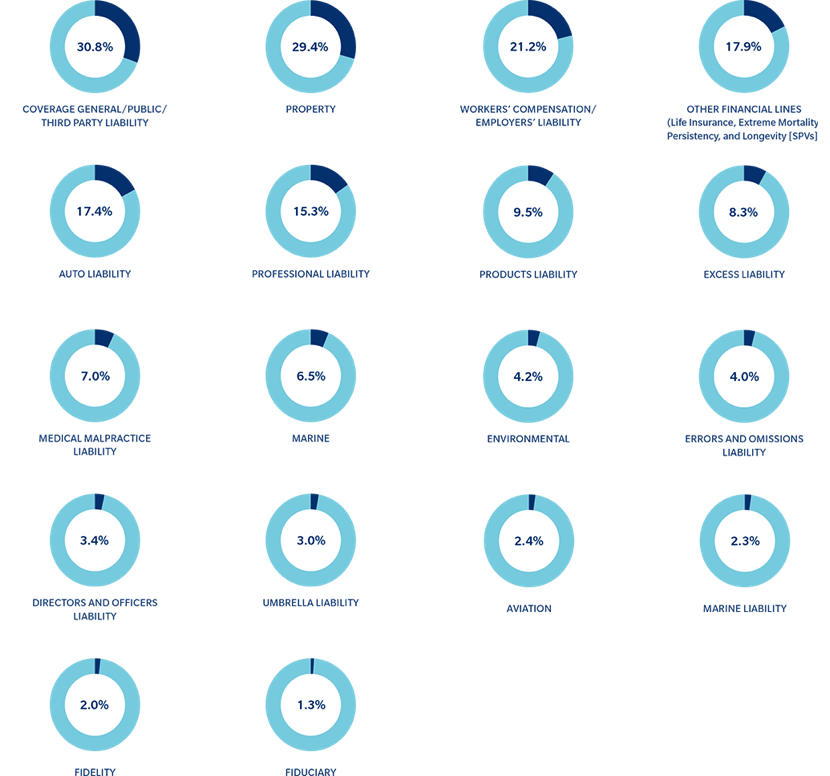 30.8%
29.4%
21.2%
17.9%
COVERAGE GENERAL/PUBLIC/
THIRD PARTY LIABILITY
PROPERTY
WORKERS' COMPENSATION/
EMPLOYERS' LIABILITY
OTHER FINANCIAL LINES
(Life Insurance, Extreme Mortality
Persistency, and Longevity [SPVs]
17.4%
15.3%
9.5%
8.3%
AUTO LIABILITY
PROFESSIONAL LIABILITY
PRODUCTS LIABILITY
EXCESS LIABILITY
7.0%
6.5%
4.2%
4.0%
MEDICAL MALPRACTICE
LIABILITY
MARINE
ENVIRONMENTAL
ERRORS AND OMISSIONS
LIABILITY
3.4%
3.0%
2.4%
2.3%
DIRECTORS AND OFFICERS
LIABILITY
UMBRELLA LIABILITY
AVIATION
MARINE LIABILITY
2.0%
1.3%
FIDELITY
FIDUCIARY